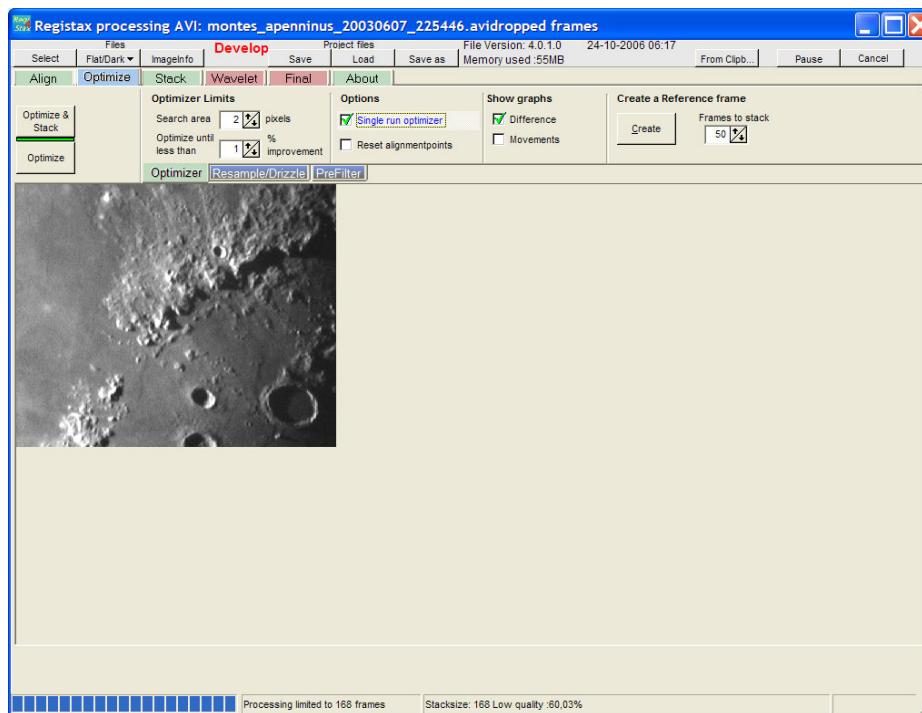 Registax processing AVI: montes_apenninus_20030607_225446.avidropped frames
Files Develop Project files File Version: 4.0.1.0 24-10-2006 06:17
Select Flat/Dark ImageInfo Save Load Save as Memory used :55MB From Clipb... Pause Cancel
Align Optimize Stack Wavelet Final About
Optimizer Limits Options Show graphs Create a Reference frame
Optimize & Stack
Search area 2 pixels Single run optimizer Difference Create Frames to stack
50
Optimize until less than 1 % improvement Reset alignmentpoints Movements
Optimize
Optimizer Resample/Drizzle PreFilter
Processing limited to 168 frames Stacksize: 168 Low quality :60,03%